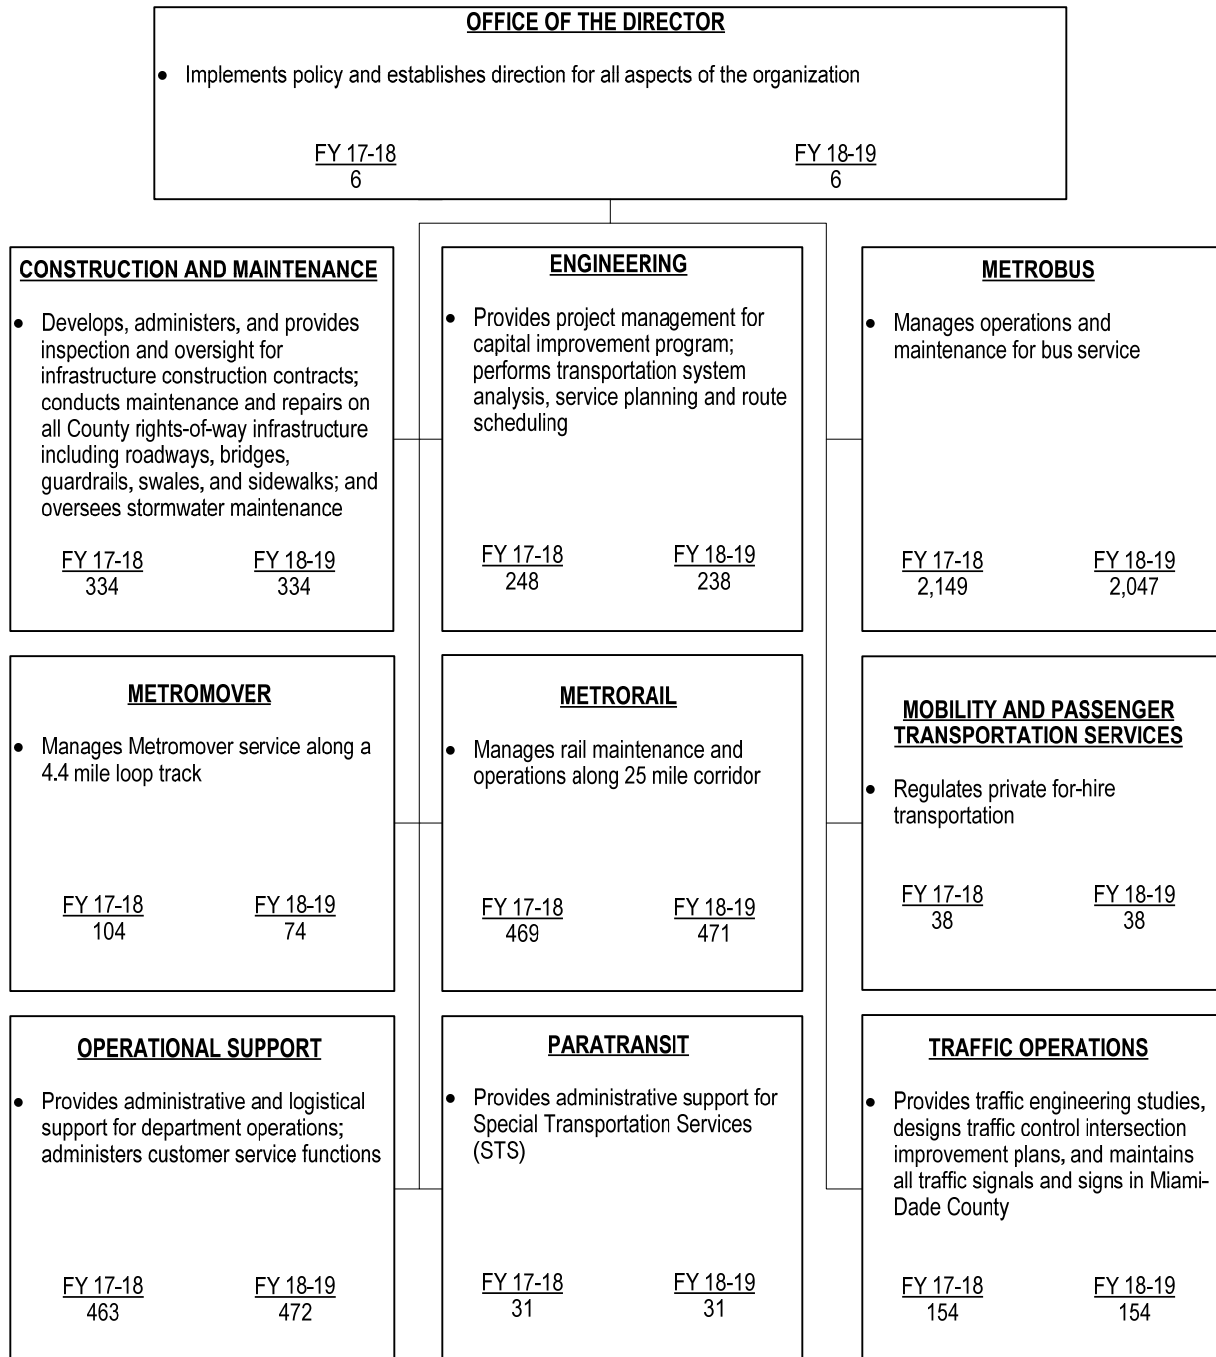 OFFICE OF THE DIRECTOR
• Implements policy and establishes direction for all aspects of the organization
FY 17-18 FY 18-19
6 6
CONSTRUCTION AND MAINTENANCE
• Develops, administers, and provides
inspection and oversight for
infrastructure construction contracts;
conducts maintenance and repairs on
all County rights-of-way infrastructure
including roadways, bridges,
guardrails, swales, and sidewalks; and
oversees stormwater maintenance
FY 17-18 FY 18-19
334 334
ENGINEERING
• Provides project management for
capital improvement program;
performs transportation system
analysis, service planning and route
scheduling
FY 17-18 FY 18-19
248 238
METROBUS
• Manages operations and
maintenance for bus service
FY 17-18 FY 18-19
2,149 2,047
METROMOVER
• Manages Metromover service along a
4.4 mile loop track
FY 17-18 FY 18-19
104 74
METRORAIL
• Manages rail maintenance and
operations along 25 mile corridor
FY 17-18 FY 18-19
469 471
MOBILITY AND PASSENGER
TRANSPORTATION SERVICES
• Regulates private for-hire
transportation
FY 17-18 FY 18-19
38 38
OPERATIONAL SUPPORT
• Provides administrative and logistical
support for department operations;
administers customer service functions
FY 17-18 FY 18-19
463 472
PARATRANSIT
• Provides administrative support for
Special Transportation Services
(STS)
FY 17-18 FY 18-19
31 31
TRAFFIC OPERATIONS
• Provides traffic engineering studies,
designs traffic control intersection
improvement plans, and maintains
all traffic signals and signs in Miami-
Dade County
FY 17-18 FY 18-19
154 154